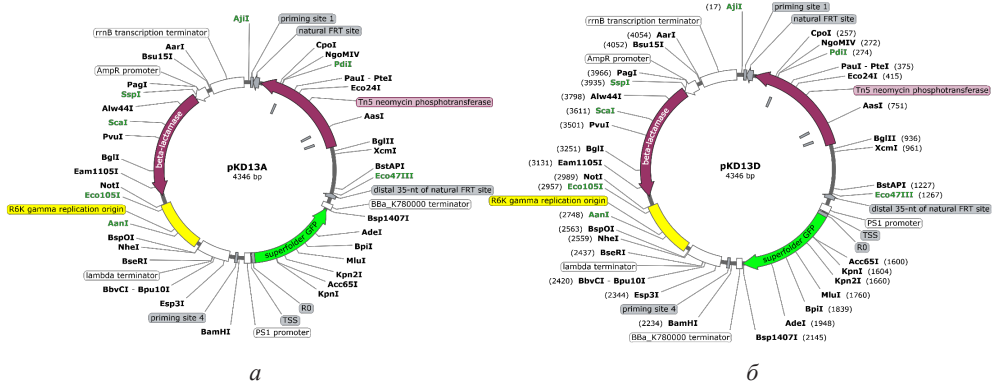 AjiI
priming site 1
rrnB transcription terminator
natural FRT site
AarI
CpoI
Bsu15I
NgoMIV
PdiI
AmpR promoter
PauI - PteI
PagI
Eco24I
SspI
Tn5 neomycin phosphotransferase
Alw44I
AasI
ScaI
PvuI
beta-lactamase
pKD13A
4346 bp
BglII
XcmI
BglI
Eam1105I
BstAPI
NotI
Eco47III
Eco105I
distal 35-nt of natural FRT site
R6K gamma replication origin
BBa_K780000 terminator
AanI
Bsp1407I
BspOI
AdeI
NheI
superfolder GFP
BpiI
BseRI
MluI
lambda terminator
Kpn2I
BbvCI - Bpu10I
Acc65I
KpnI
Esp3I
R0
priming site 4
TSS
BamHI
PS1 promoter
а
(17) AjiI
priming site 1
rrnB transcription terminator
natural FRT site
(4054) AarI
CpoI (257)
(4052) Bsu15I
NgoMIV (272)
PdiI (274)
AmpR promoter
PauI - PteI (375)
(3966) PagI
Eco24I (415)
(3935) SspI
Tn5 neomycin phosphotransferase
(3798) Alw44I
AasI (751)
(3611) ScaI
(3501) PvuI
beta-lactamase
pKD13D
4346 bp
BglII (936)
XcmI (961)
(3251) BglI
(3131) Eam1105I
BstAPI (1227)
(2989) NotI
Eco47III (1267)
(2957) Eco105I
distal 35-nt of natural FRT site
R6K gamma replication origin
PS1 promoter
(2748) AanI
TSS
(2563) BspOI
R0
(2559) NheI
superfolder GFP
(2437) BseRI
Acc65I (1600)
lambda terminator
KpnI (1604)
(2420) BbvCI - Bpu10I
Kpn2I (1660)
(2344) Esp3I
MluI (1760)
priming site 4
BpiI (1839)
(2234) BamHI
AdeI (1948)
BBa_K780000 terminator
Bsp1407I (2145)
б